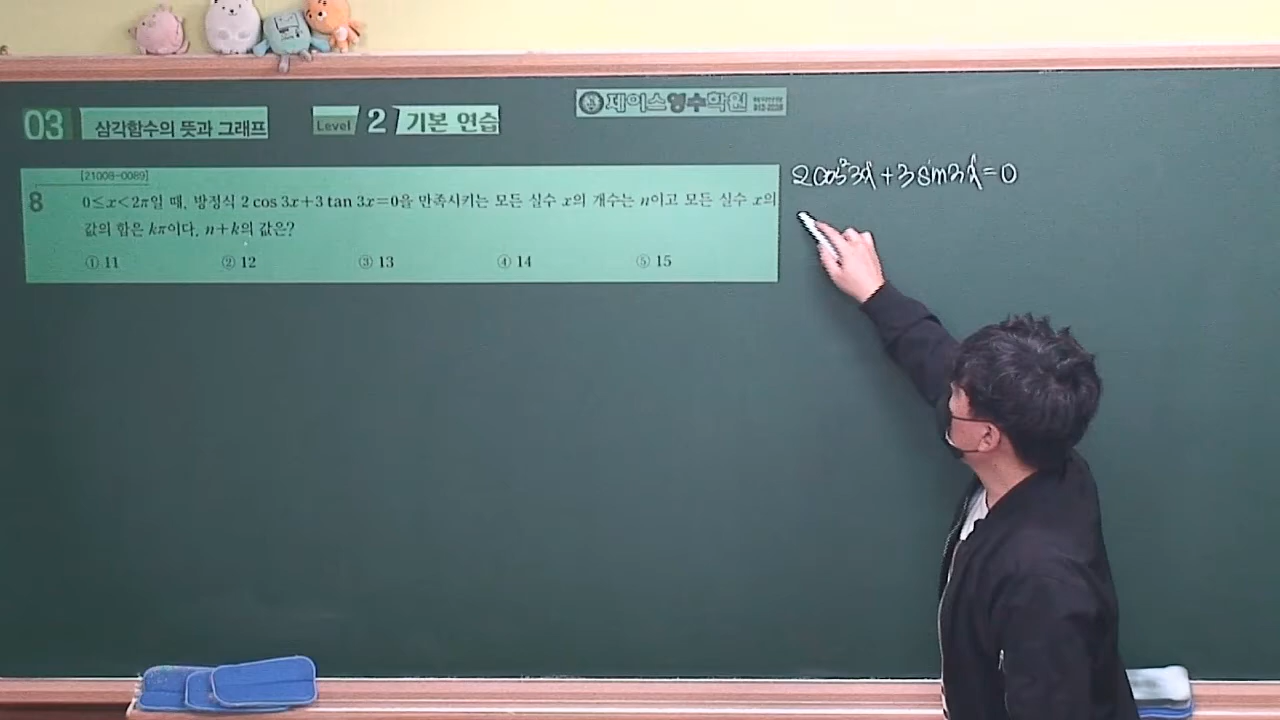 03 삼각함수의 뜻과 그래프 Level 2 기본 연습
제이스영수학원
[21008-0089]
8 0≤x<2π일 때, 방정식 2 cos 3x+3 tan 3x=0을 만족시키는 모든 실수 x의 개수는 n이고 모든 실수 x의
값의 합은 kπ이다. n+k의 값은?
① 11 ② 12 ③ 13 ④ 14 ⑤ 15
2cos²3x+3sin3x=0